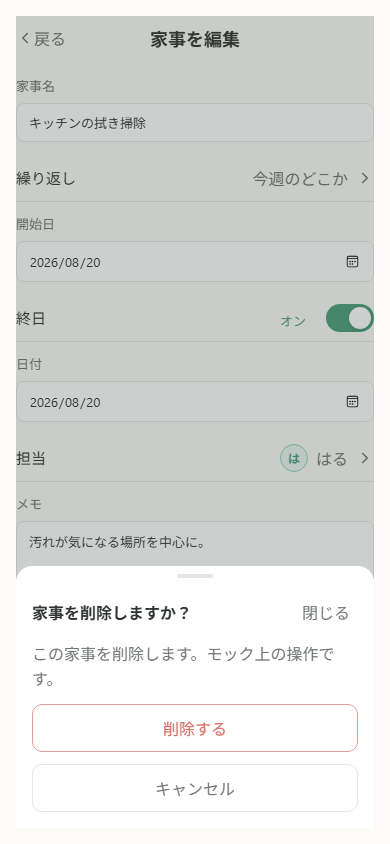 戻る 家事を編集
家事名
キッチンの拭き掃除
繰り返し 今週のどこか
開始日
2026/08/20
終日 オン
日付
2026/08/20
担当 は はる
メモ
汚れが気になる場所を中心に。
家事を削除しますか？ 閉じる
この家事を削除します。モック上の操作で
す。
削除する
キャンセル